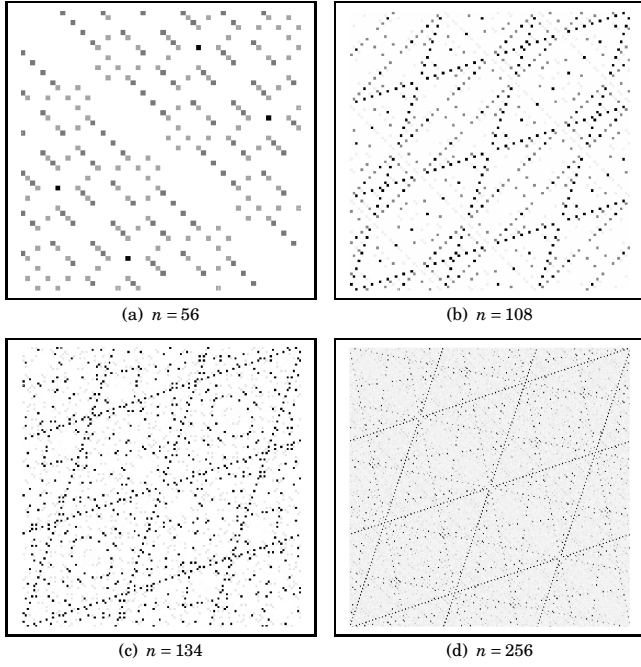 (a) n = 56
(b) n = 108
(c) n = 134
(d) n = 256